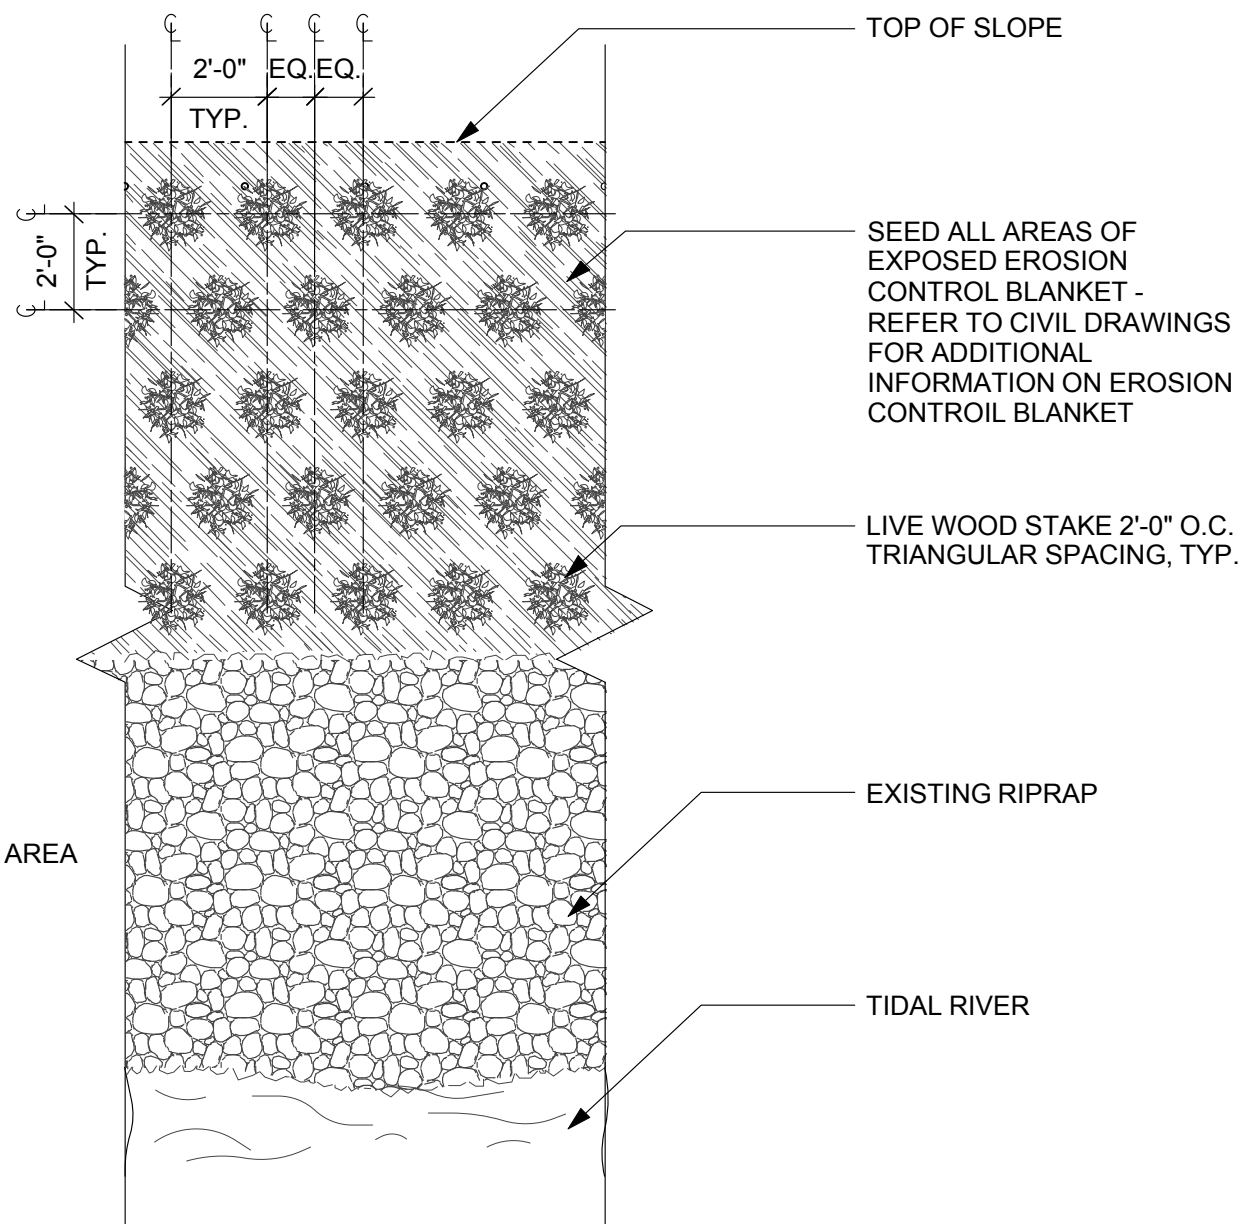 TOP OF SLOPE
2'-0" EQ. EQ.
TYP.
2'-0"
TYP.
SEED ALL AREAS OF
EXPOSED EROSION
CONTROL BLANKET -
REFER TO CIVIL DRAWINGS
FOR ADDITIONAL
INFORMATION ON EROSION
CONTROIL BLANKET
LIVE WOOD STAKE 2'-0" O.C.
TRIANGULAR SPACING, TYP.
EXISTING RIPRAP
AREA
TIDAL RIVER